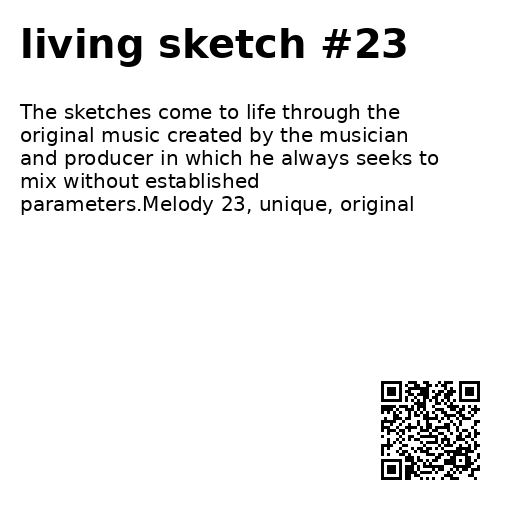 living sketch #23
The sketches come to life through the
original music created by the musician
and producer in which he always seeks to
mix without established
parameters.Melody 23, unique, original